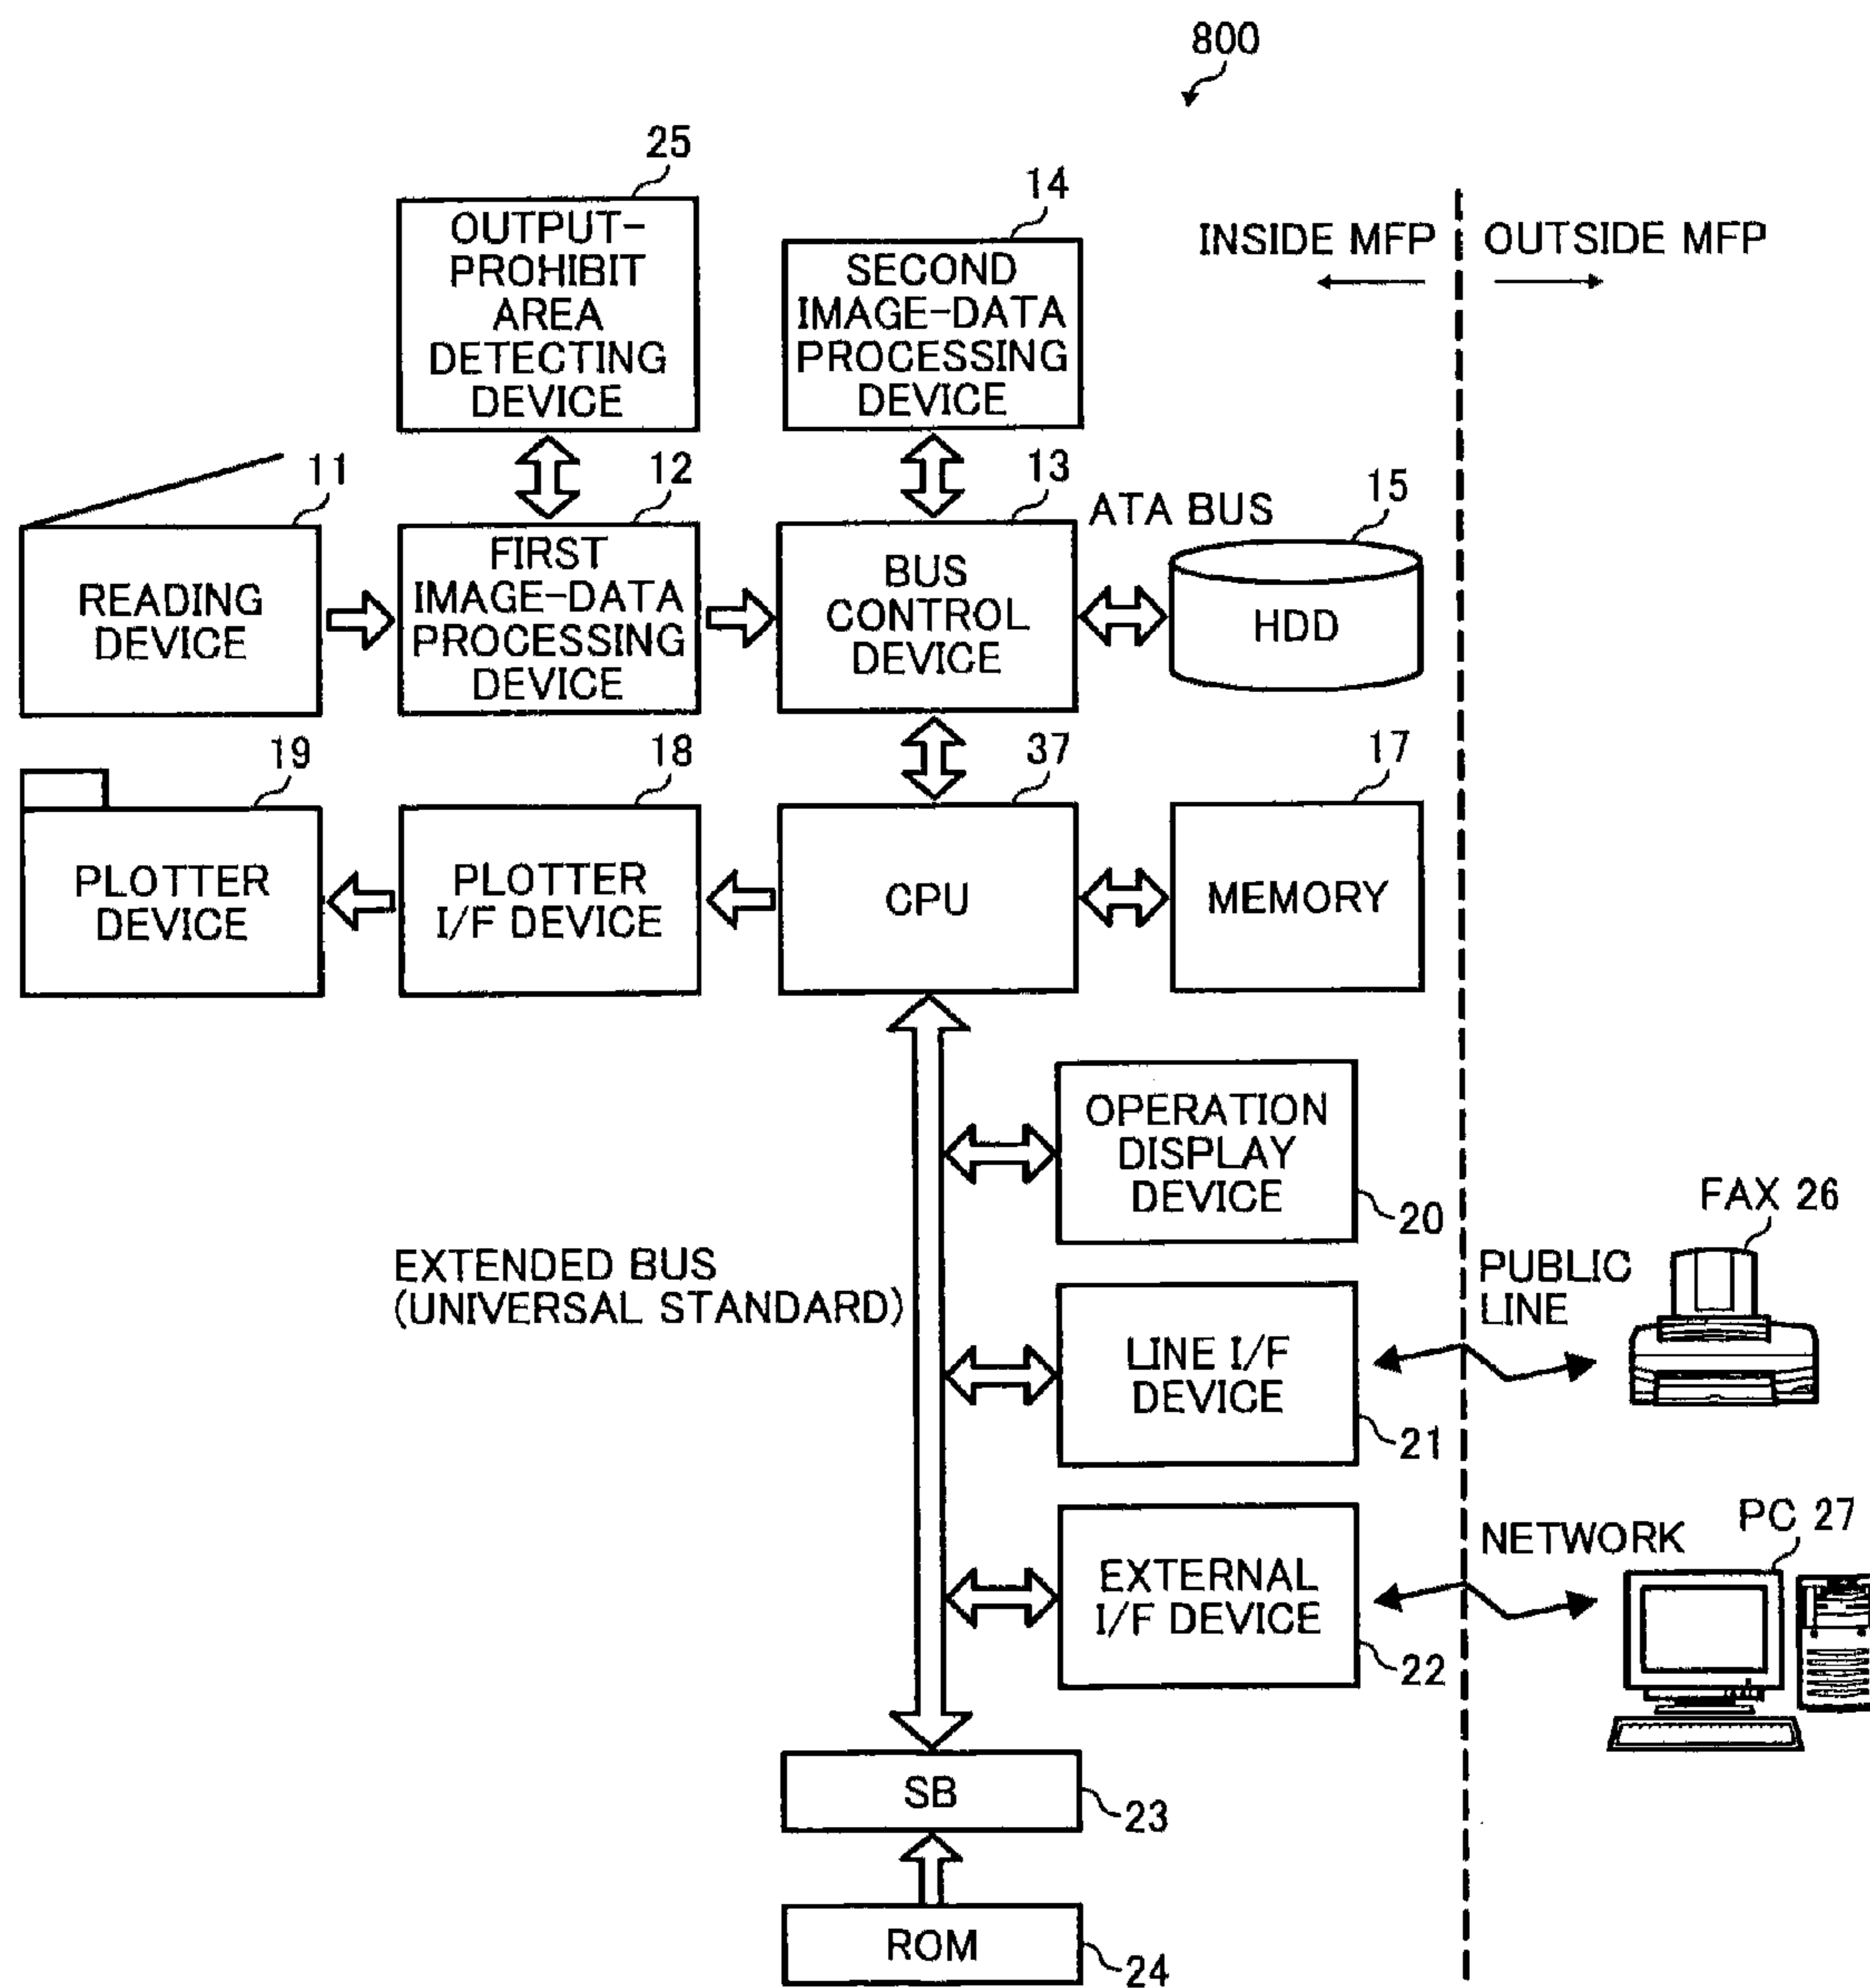 800
25
OUTPUT-
PROHIBIT
AREA
DETECTING
DEVICE
14
SECOND
IMAGE-DATA
PROCESSING
DEVICE
INSIDE MFP
OUTSIDE MFP
11
READING
DEVICE
12
FIRST
IMAGE-DATA
PROCESSING
DEVICE
13
BUS
CONTROL
DEVICE
ATA BUS
15
HDD
19
PLOTTER
DEVICE
18
PLOTTER
I/F DEVICE
37
CPU
17
MEMORY
EXTENDED BUS
(UNIVERSAL STANDARD)
OPERATION
DISPLAY
DEVICE
20
LINE I/F
DEVICE
21
PUBLIC
LINE
FAX 26
EXTERNAL
I/F DEVICE
22
NETWORK
PC 27
SB
23
ROM
24